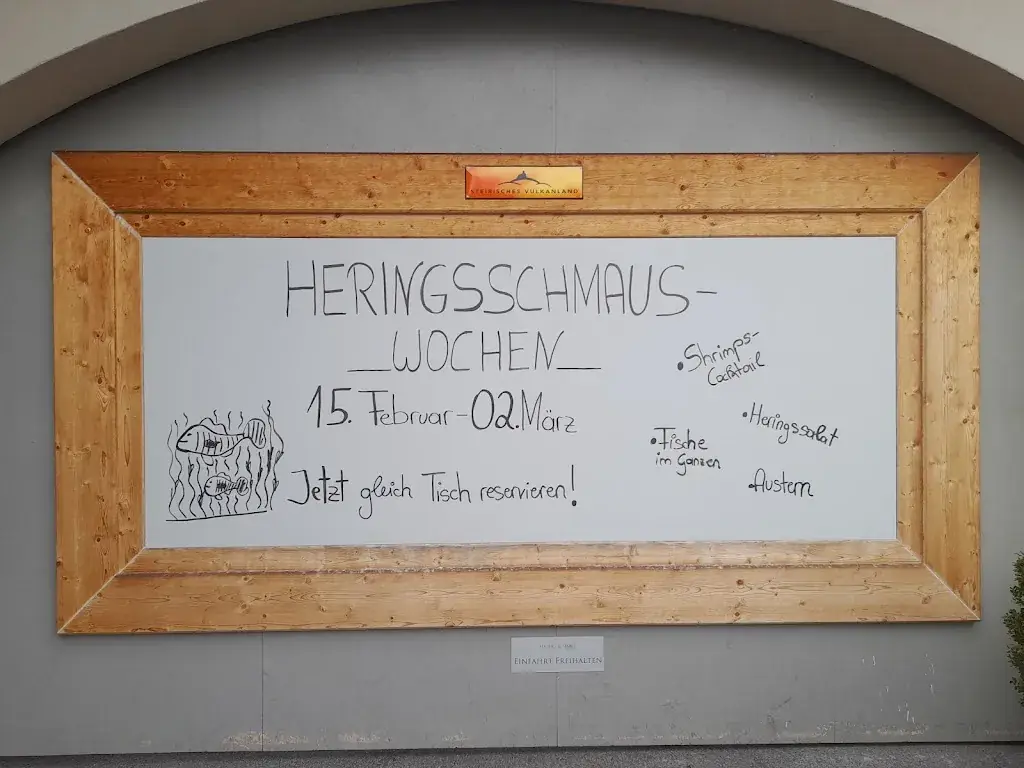 STEIRISCHES VULKANLAND
HERINGSSCHMAUS-
_WOCHEN_
15. Februar-02.März
Jetzt gleich Tisch reservieren!
•Shrimps-
Cocktail
•Heringssalat
•Fische
im Ganzen
•Austern
EINFAHRT FREIHALTEN